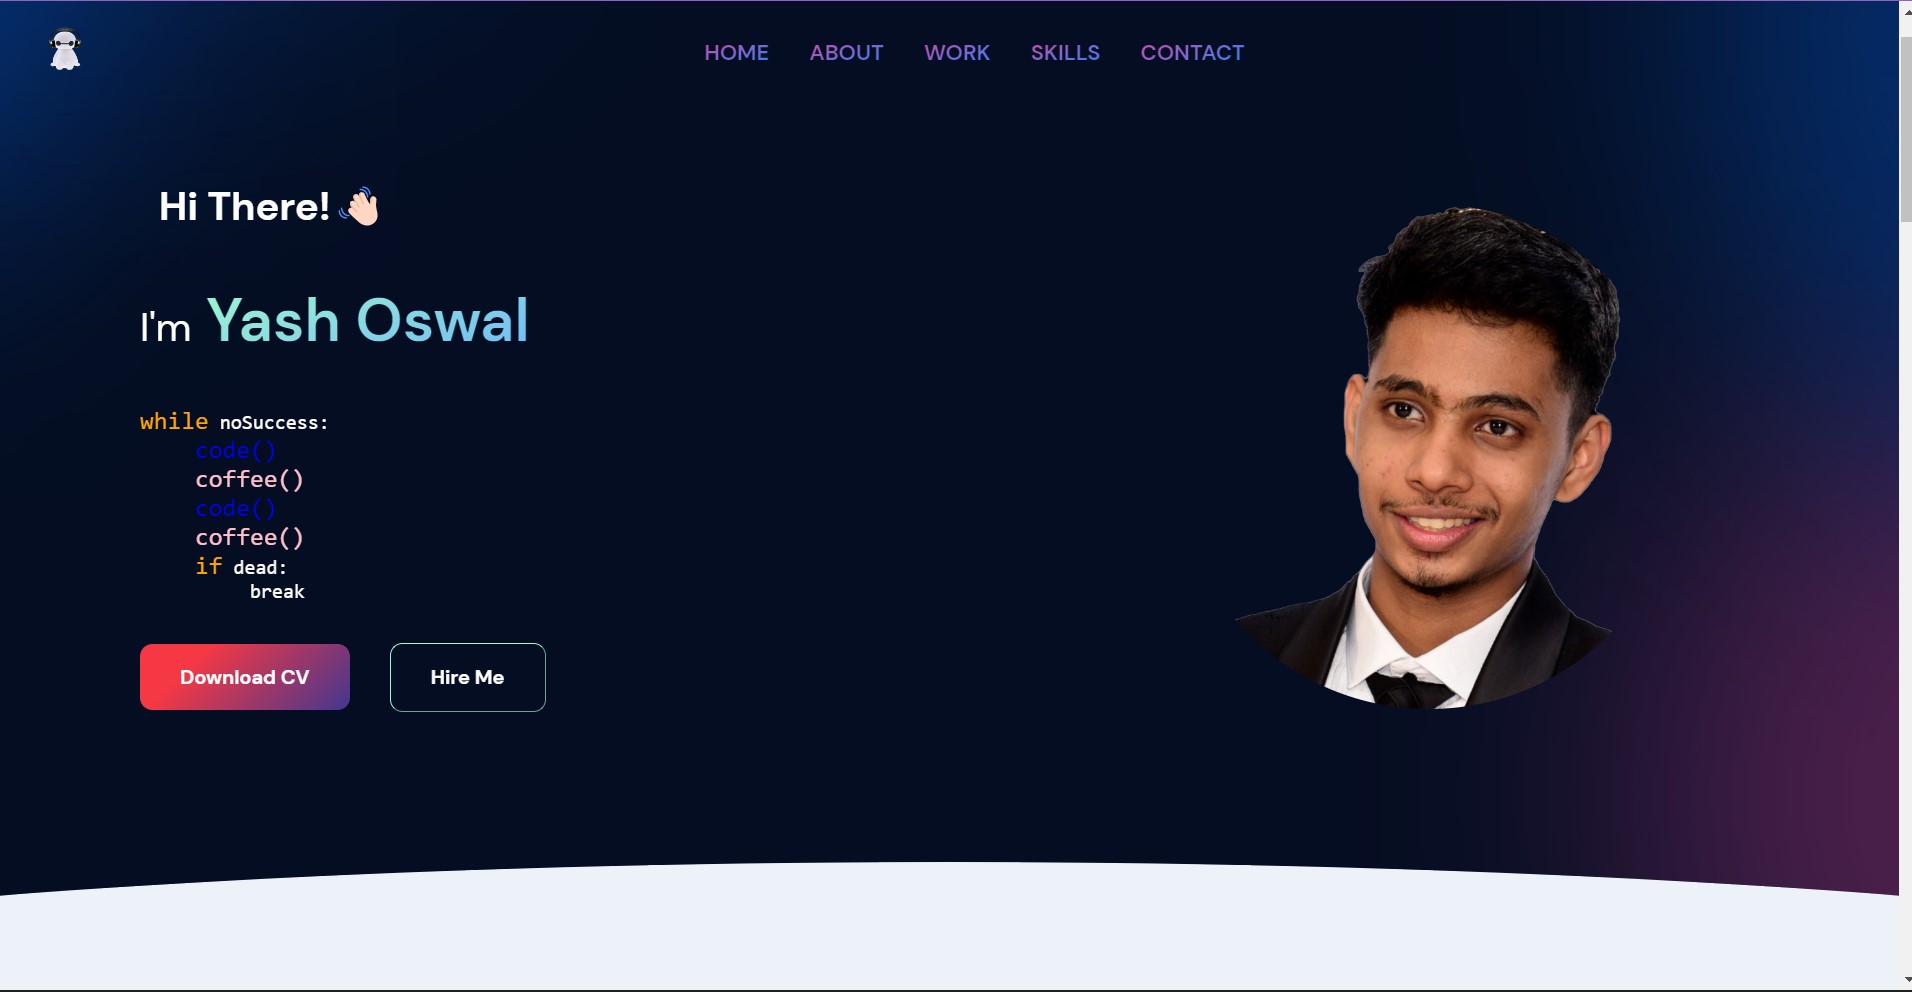 HOME ABOUT WORK SKILLS CONTACT
Hi There! 👋🏻
I'm Yash Oswal
while noSuccess:
code()
coffee()
code()
coffee()
if dead:
break
Download CV Hire Me